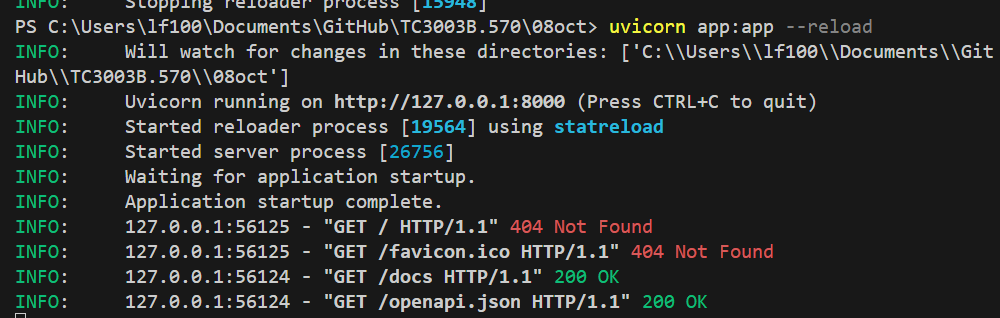 INFO:     Stopping reloader process [15948]
PS C:\Users\lf100\Documents\GitHub\TC3003B.570\08oct> uvicorn app:app --reload
INFO:     Will watch for changes in these directories: ['C:\\Users\\lf100\\Documents\\Git
Hub\\TC3003B.570\\08oct']
INFO:     Uvicorn running on http://127.0.0.1:8000 (Press CTRL+C to quit)
INFO:     Started reloader process [19564] using statreload
INFO:     Started server process [26756]
INFO:     Waiting for application startup.
INFO:     Application startup complete.
INFO:     127.0.0.1:56125 - "GET / HTTP/1.1" 404 Not Found
INFO:     127.0.0.1:56125 - "GET /favicon.ico HTTP/1.1" 404 Not Found
INFO:     127.0.0.1:56124 - "GET /docs HTTP/1.1" 200 OK
INFO:     127.0.0.1:56124 - "GET /openapi.json HTTP/1.1" 200 OK